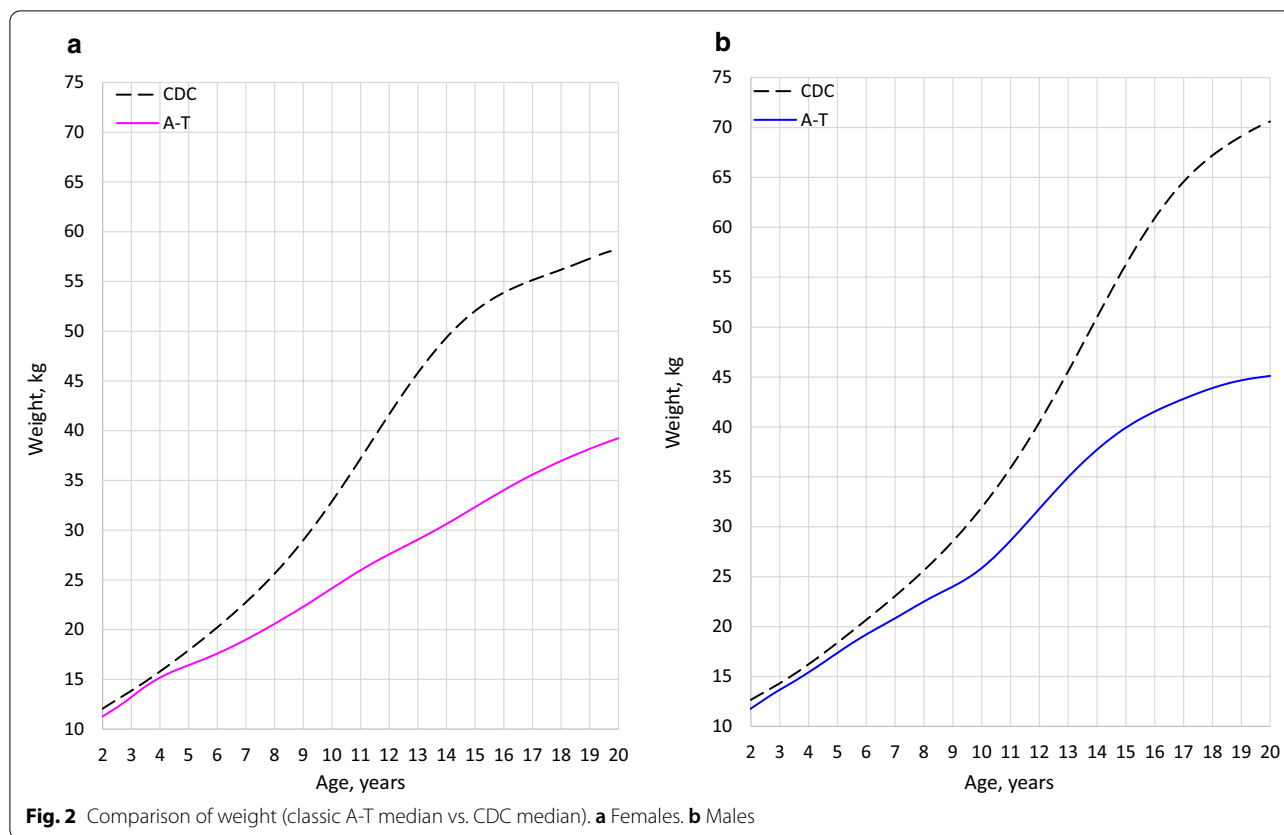 a
75
70
65
60
55
50
45
40
35
30
25
20
15
10
Weight, kg
CDC
A-T
2 3 4 5 6 7 8 9 10 11 12 13 14 15 16 17 18 19 20
Age, years
b
75
70
65
60
55
50
45
40
35
30
25
20
15
10
Weight, kg
CDC
A-T
2 3 4 5 6 7 8 9 10 11 12 13 14 15 16 17 18 19 20
Age, years
Fig. 2 Comparison of weight (classic A-T median vs. CDC median). a Females. b Males